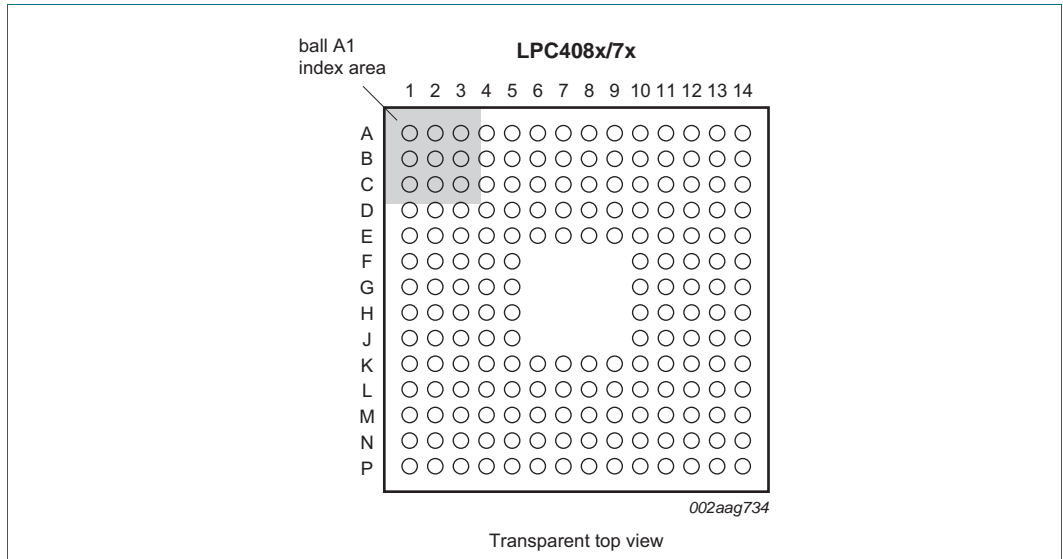 ball A1
index area
LPC408x/7x
1 2 3 4 5 6 7 8 9 10 11 12 13 14
A
B
C
D
E
F
G
H
J
K
L
M
N
P
002aag734
Transparent top view